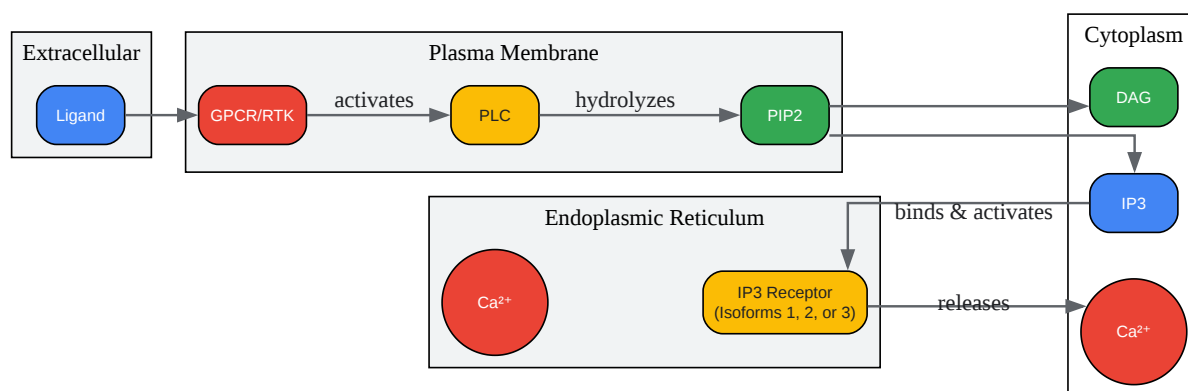 Extracellular
Plasma Membrane
Cytoplasm
Ligand
GPCR/RTK
activates
PLC
hydrolyzes
PIP2
DAG
IP3
binds & activates
Endoplasmic Reticulum
Ca²⁺
IP3 Receptor
(Isoforms 1, 2, or 3)
releases
Ca²⁺